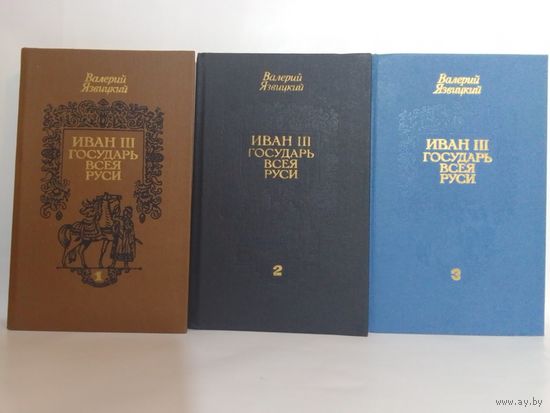 Валерий
Язвицкий
ИВАН III
ГОСУДАРЬ
ВСЕЯ
РУСИ
1
Валерий
Язвицкий
ИВАН III
ГОСУДАРЬ
ВСЕЯ
РУСИ
2
Валерий
Язвицкий
ИВАН III
ГОСУДАРЬ
ВСЕЯ
РУСИ
3
www.ay.by